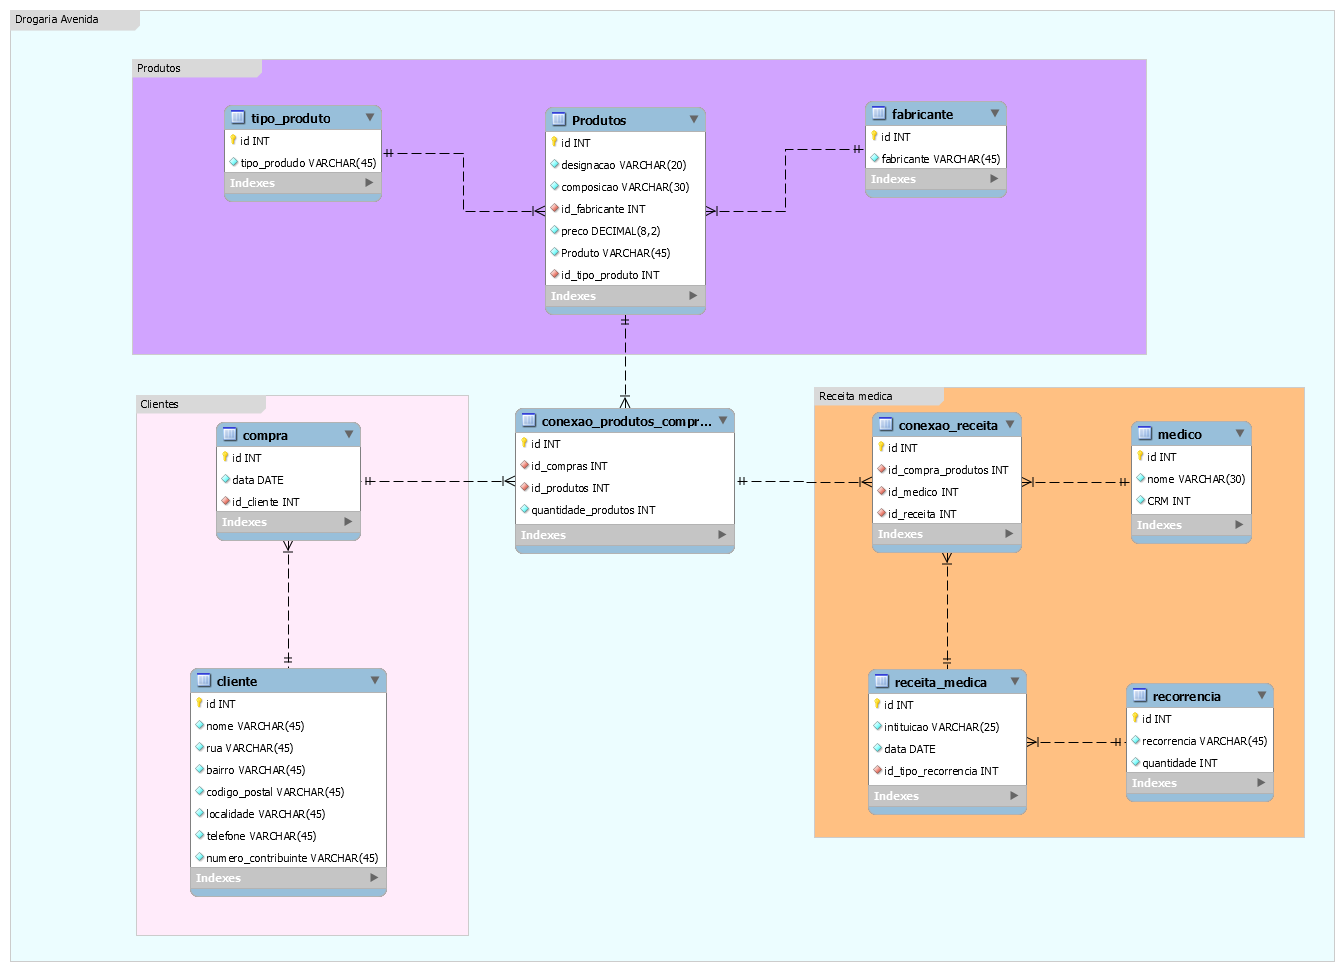 Drogaria Avenida
Produtos
tipo_produto
id INT
tipo_produdo VARCHAR(45)
Indexes
Produtos
id INT
designacao VARCHAR(20)
composicao VARCHAR(30)
id_fabricante INT
preco DECIMAL(8,2)
Produto VARCHAR(45)
id_tipo_produto INT
Indexes
fabricante
id INT
fabricante VARCHAR(45)
Indexes
Clientes
compra
id INT
data DATE
id_cliente INT
Indexes
cliente
id INT
nome VARCHAR(45)
rua VARCHAR(45)
bairro VARCHAR(45)
codigo_postal VARCHAR(45)
localidade VARCHAR(45)
telefone VARCHAR(45)
numero_contribuinte VARCHAR(45)
Indexes
conexao_produtos_compr...
id INT
id_compras INT
id_produtos INT
quantidade_produtos INT
Indexes
Receita medica
conexao_receita
id INT
id_compra_produtos INT
id_medico INT
id_receita INT
Indexes
medico
id INT
nome VARCHAR(30)
CRM INT
Indexes
receita_medica
id INT
intituicao VARCHAR(25)
data DATE
id_tipo_recorrencia INT
Indexes
recorrencia
id INT
recorrencia VARCHAR(45)
quantidade INT
Indexes